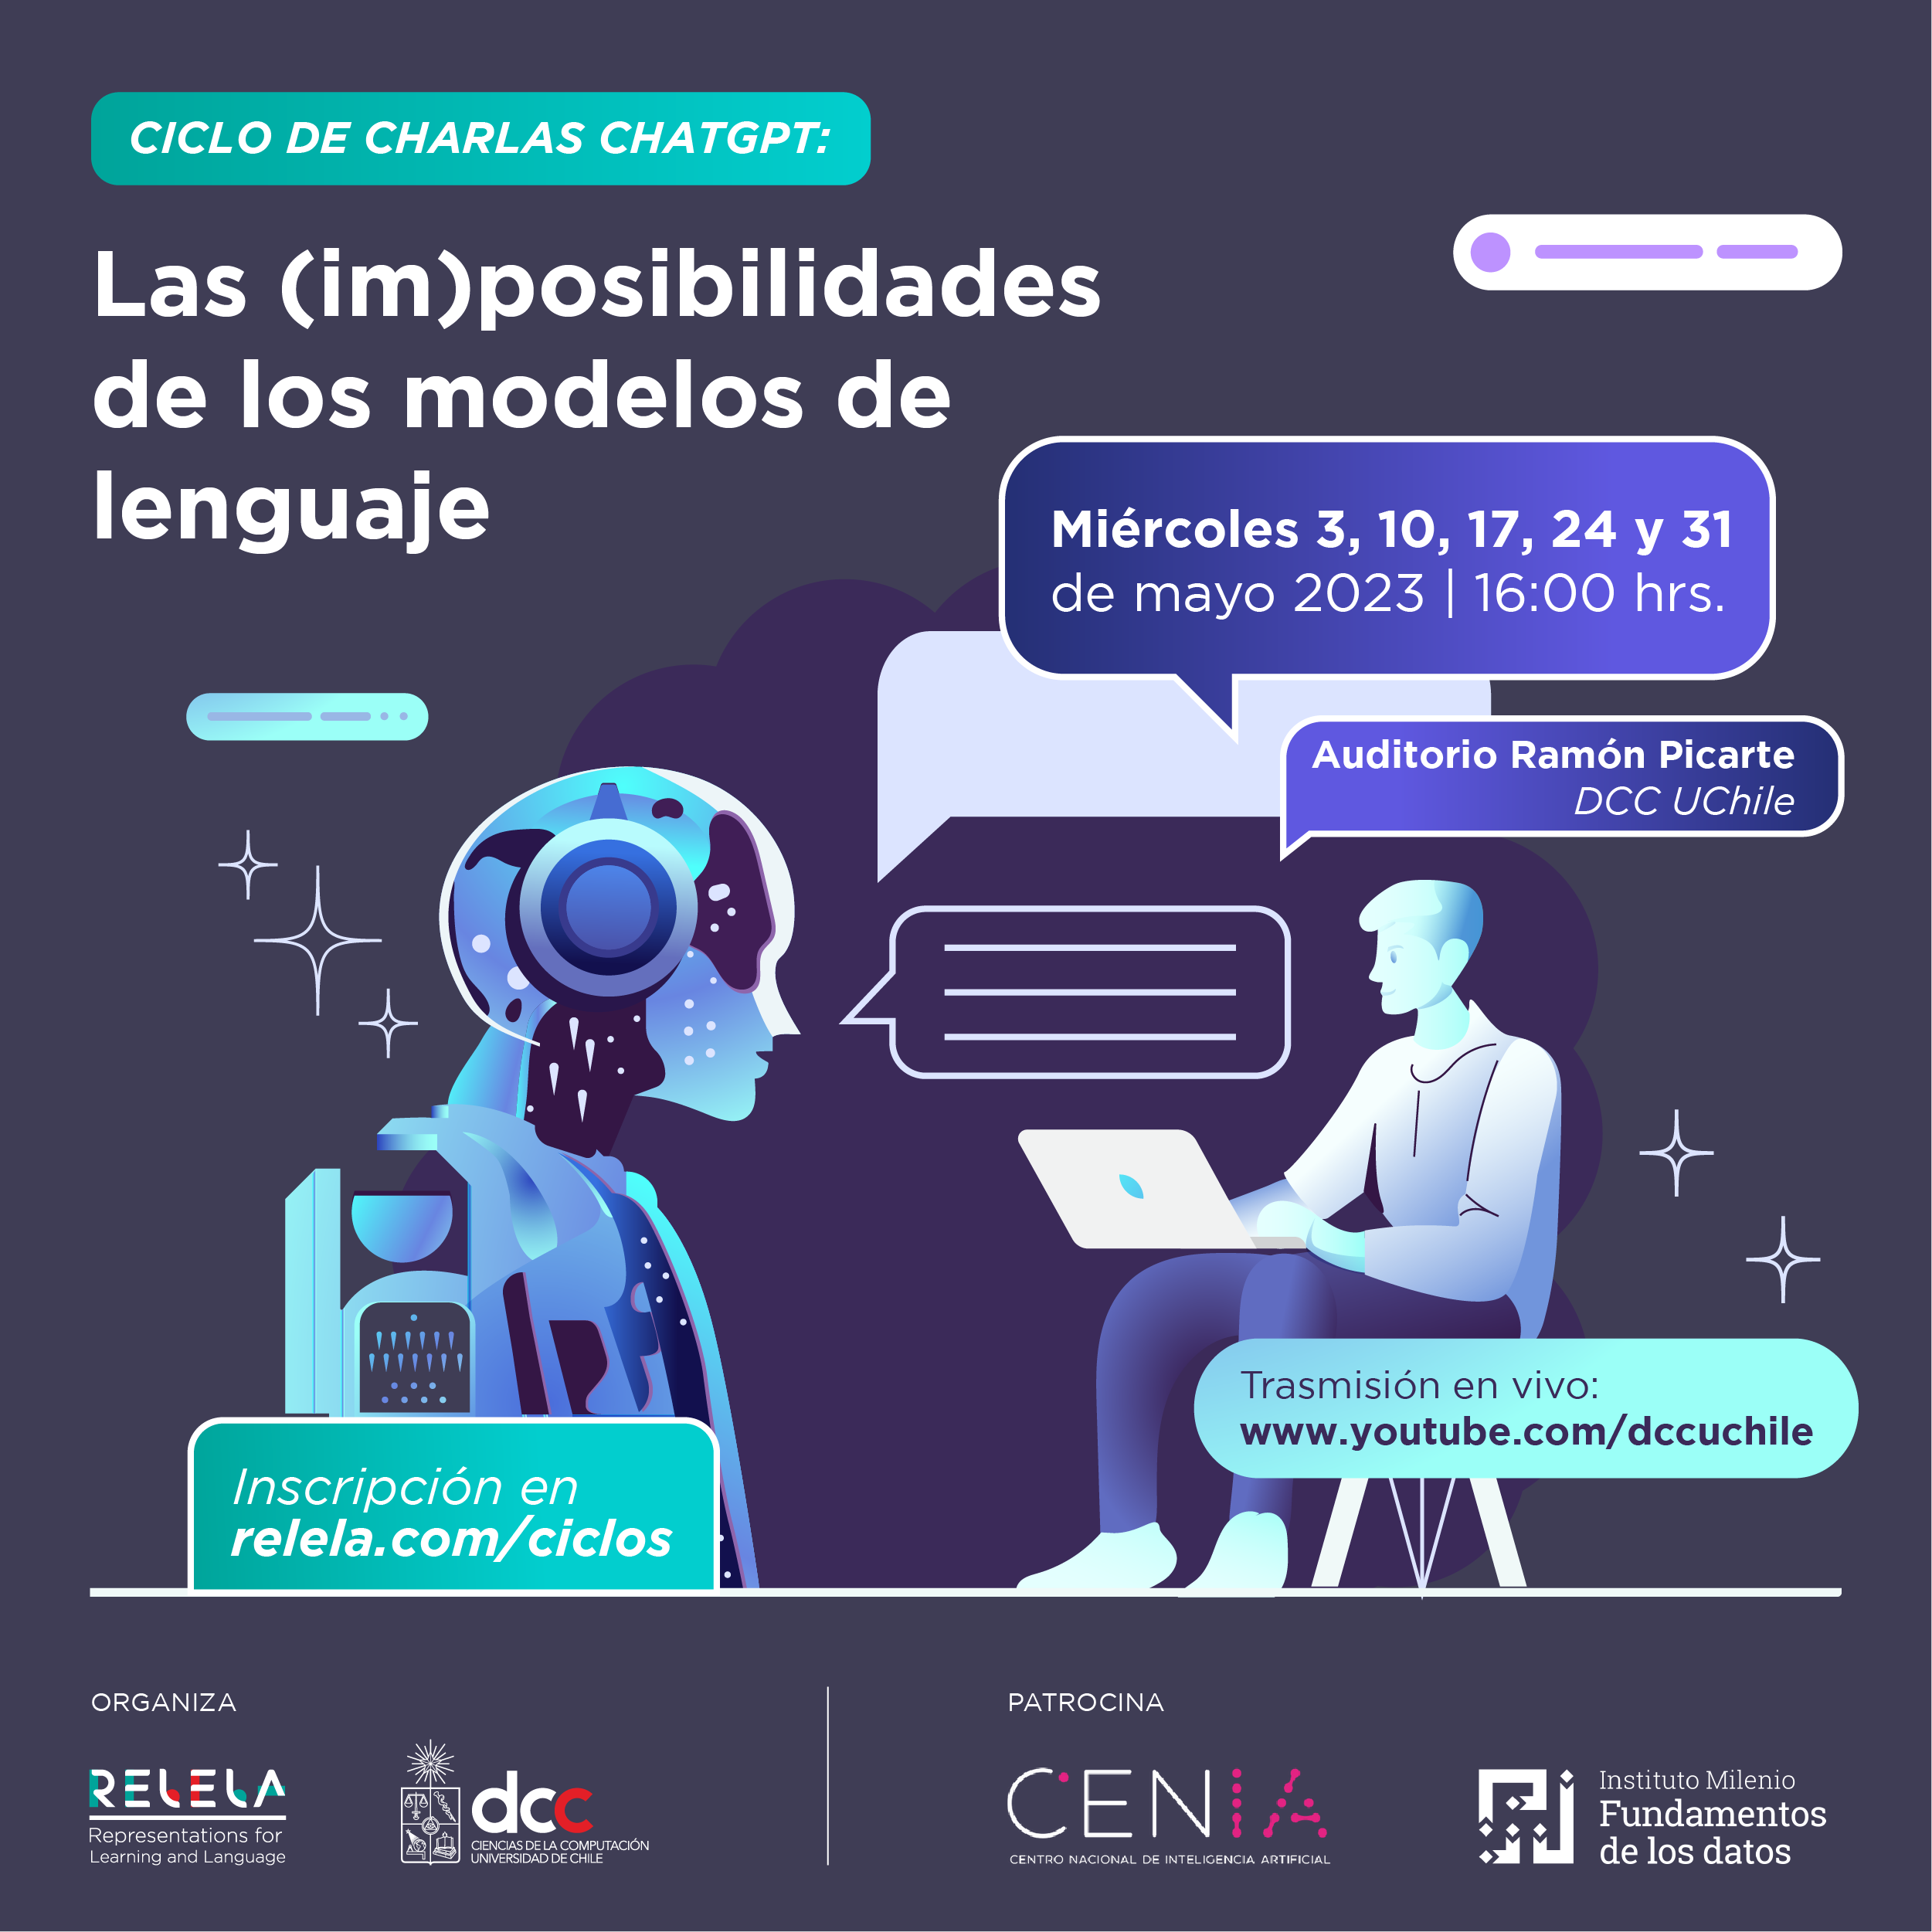 CICLO DE CHARLAS CHATGPT:
Las (im)posibilidades
de los modelos de
lenguaje
Miércoles 3, 10, 17, 24 y 31
de mayo 2023 | 16:00 hrs.
Auditorio Ramón Picarte
DCC UChile
Trasmisión en vivo:
www.youtube.com/dccuchile
Inscripción en
relela.com/ciclos
ORGANIZA
RELELA
Representations for
Learning and Language
dcc
CIENCIAS DE LA COMPUTACIÓN
UNIVERSIDAD DE CHILE
PATROCINA
CENIA
CENTRO NACIONAL DE INTELIGENCIA ARTIFICIAL
Instituto Milenio
Fundamentos
de los datos